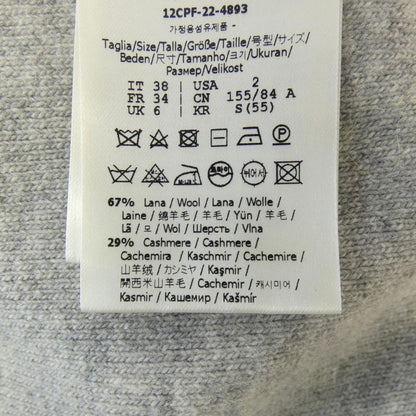 12CPF-22-4893
- 가정용섬유제품 -
Taglia/Size/Talla/Größe/Taille/号型/サイズ/
Beden/尺寸/Tamanho/크기/Ukuran/
Размер/Velikost
IT 38 USA 2
FR 34 CN 155/84 A
UK 6 KR S (55)
67% Lana / Wool / Lana / Wolle /
Laine / 绵羊毛 / 羊毛 / Yün / 羊毛
Lã / 모 / Wol / Шерсть / Vlna
29% Cashmere / Cashmere /
Cachemira / Kaschmir / Cachemire /
山羊绒 / カシミヤ / Kaşmir /
開西米山羊毛 / Caxemira / 캐시미어 /
Kasmir / Кашемир / Kašmír